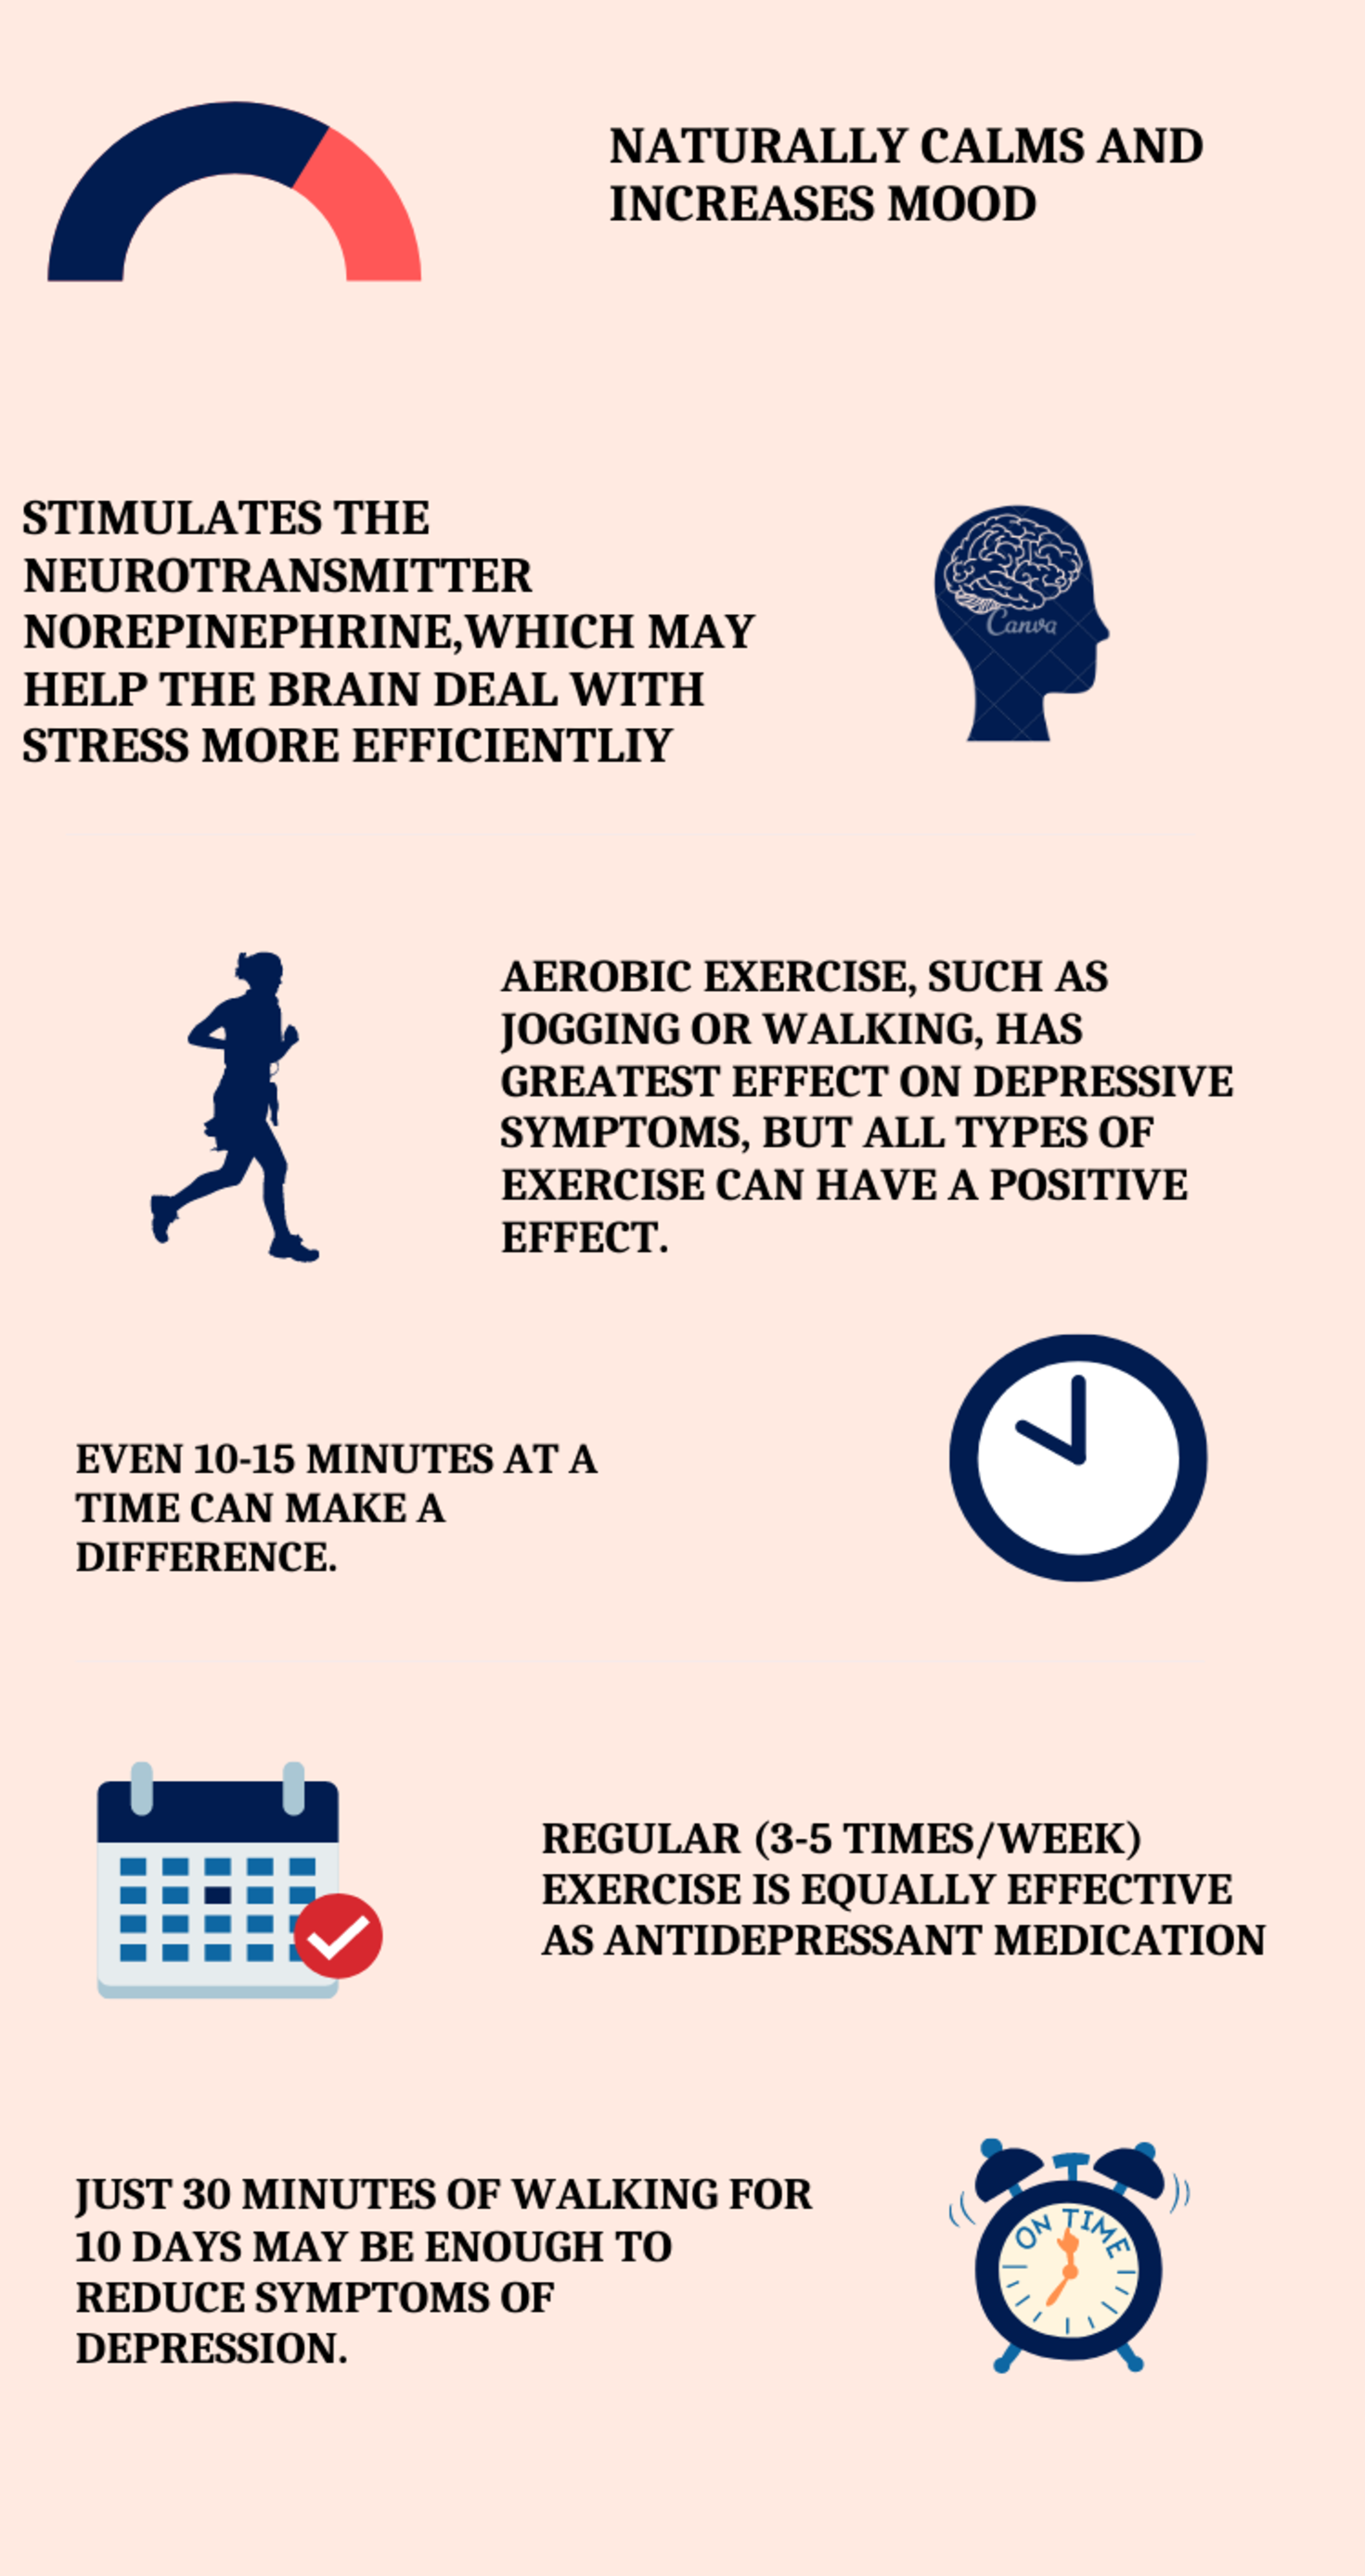 NATURALLY CALMS AND
INCREASES MOOD
STIMULATES THE
NEUROTRANSMITTER
NOREPINEPHRINE,WHICH MAY
HELP THE BRAIN DEAL WITH
STRESS MORE EFFICIENTLIY
Canva
AEROBIC EXERCISE, SUCH AS
JOGGING OR WALKING, HAS
GREATEST EFFECT ON DEPRESSIVE
SYMPTOMS, BUT ALL TYPES OF
EXERCISE CAN HAVE A POSITIVE
EFFECT.
EVEN 10-15 MINUTES AT A
TIME CAN MAKE A
DIFFERENCE.
REGULAR (3-5 TIMES/WEEK)
EXERCISE IS EQUALLY EFFECTIVE
AS ANTIDEPRESSANT MEDICATION
JUST 30 MINUTES OF WALKING FOR
10 DAYS MAY BE ENOUGH TO
REDUCE SYMPTOMS OF
DEPRESSION.
ON TIME